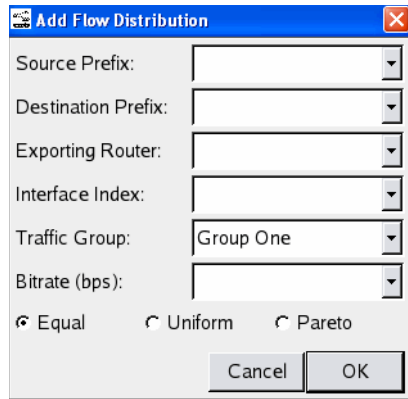 Add Flow Distribution
Source Prefix:
Destination Prefix:
Exporting Router:
Interface Index:
Traffic Group: Group One
Bitrate (bps):
Equal Uniform Pareto
Cancel OK